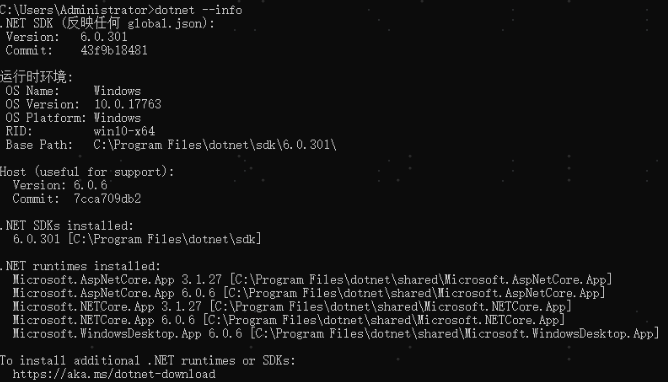 C:\Users\Administrator>dotnet --info
.NET SDK (反映任何 global.json):
Version: 6.0.301
Commit: 43f9b18481
运行时环境:
OS Name: Windows
OS Version: 10.0.17763
OS Platform: Windows
RID: win10-x64
Base Path: C:\Program Files\dotnet\sdk\6.0.301\
Host (useful for support):
Version: 6.0.6
Commit: 7cca709db2
.NET SDKs installed:
6.0.301 [C:\Program Files\dotnet\sdk]
.NET runtimes installed:
Microsoft.AspNetCore.App 3.1.27 [C:\Program Files\dotnet\shared\Microsoft.AspNetCore.App]
Microsoft.AspNetCore.App 6.0.6 [C:\Program Files\dotnet\shared\Microsoft.AspNetCore.App]
Microsoft.NETCore.App 3.1.27 [C:\Program Files\dotnet\shared\Microsoft.NETCore.App]
Microsoft.NETCore.App 6.0.6 [C:\Program Files\dotnet\shared\Microsoft.NETCore.App]
Microsoft.WindowsDesktop.App 6.0.6 [C:\Program Files\dotnet\shared\Microsoft.WindowsDesktop.App]
To install additional .NET runtimes or SDKs:
https://aka.ms/dotnet-download